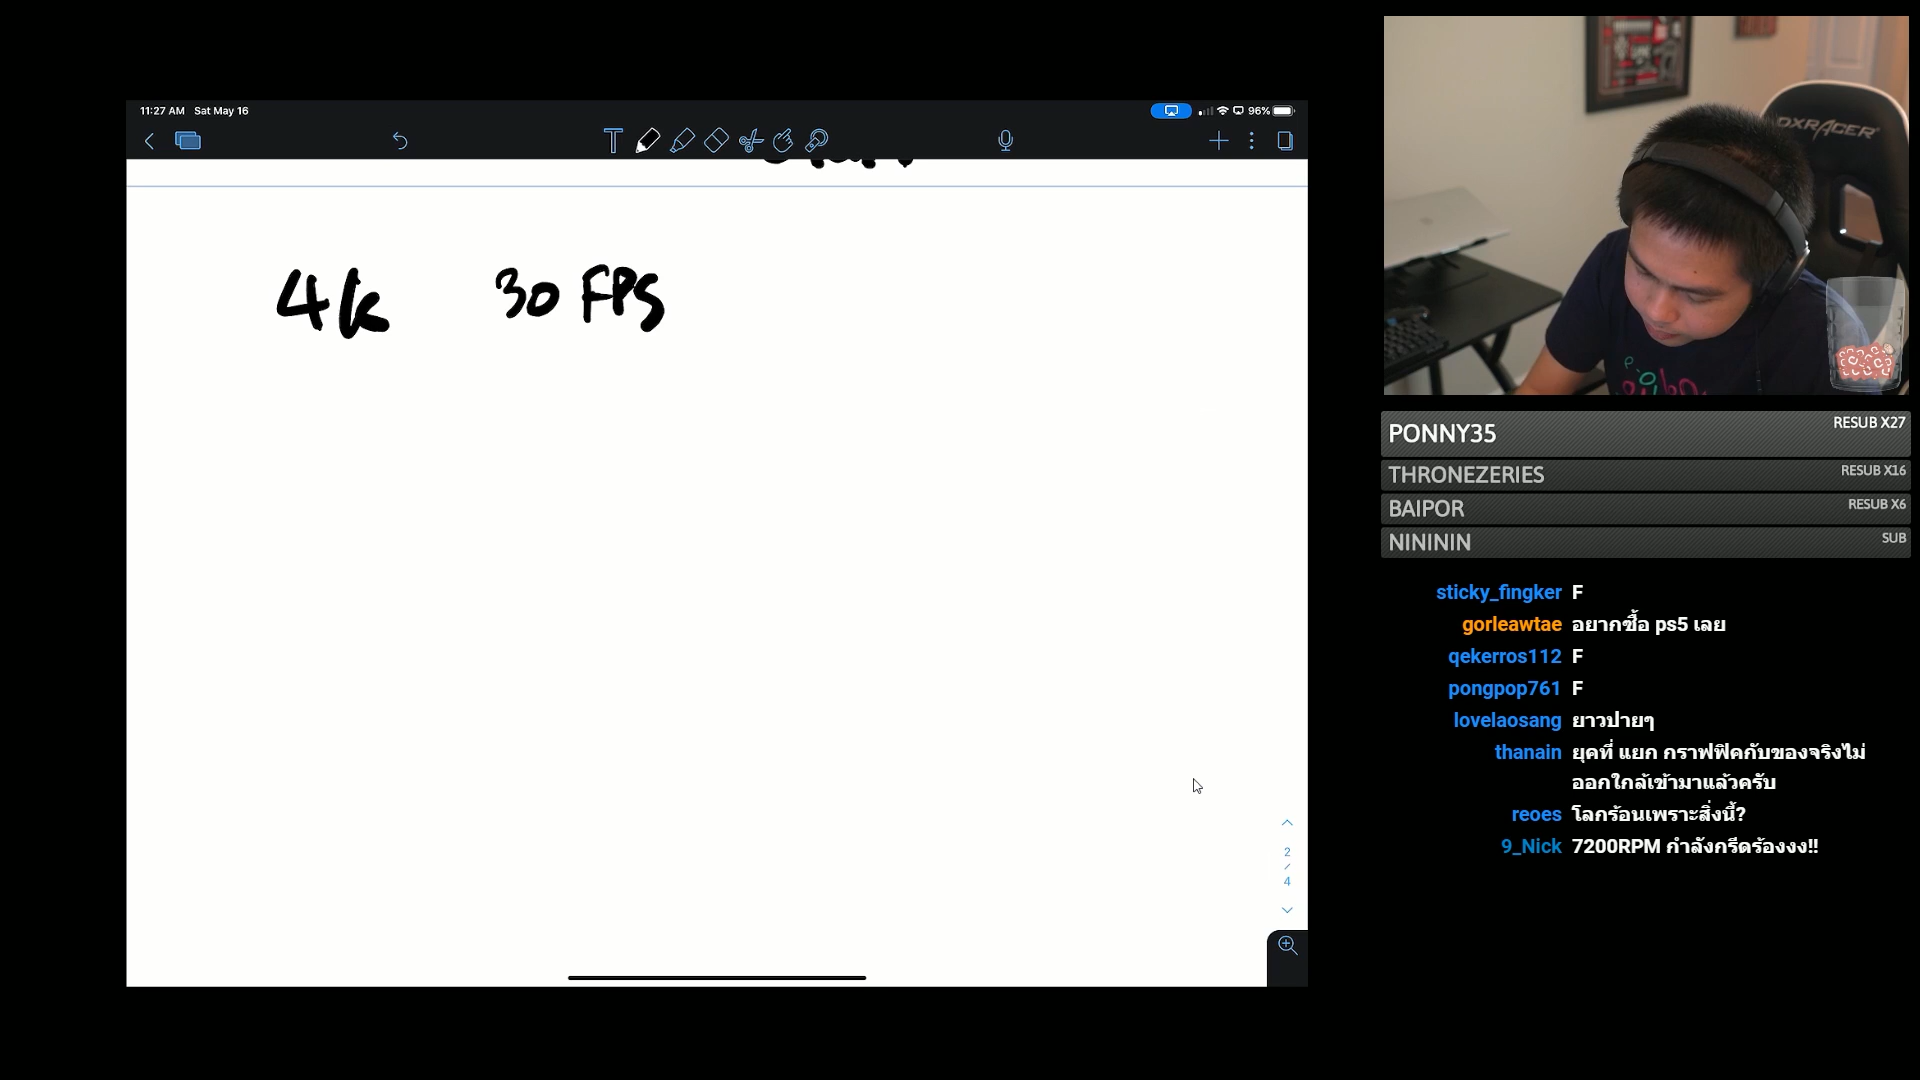 11:27 AM Sat May 16
96%
4k 30 FPS
2
/
4
DXRACER
PONNY35 RESUB X27
THRONEZERIES RESUB X16
BAIPOR RESUB X6
NINININ SUB
sticky_fingker F
gorleawtae อยากซื้อ ps5 เลย
qekerros112 F
pongpop761 F
lovelaosang ยาวปายๆ
thanain ยุคที่ แยก กราฟฟิคกับของจริงไม่
ออกใกล้เข้ามาแล้วครับ
reoes โลกร้อนเพราะสิ่งนี้?
9_Nick 7200RPM กำลังกรีดร้องงง!!